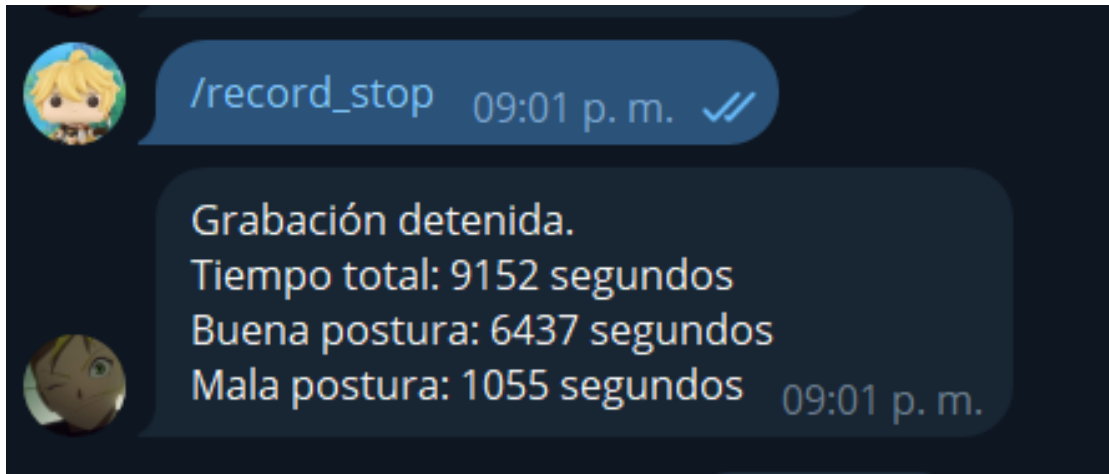 /record_stop 09:01 p. m.
Grabación detenida.
Tiempo total: 9152 segundos
Buena postura: 6437 segundos
Mala postura: 1055 segundos 09:01 p. m.